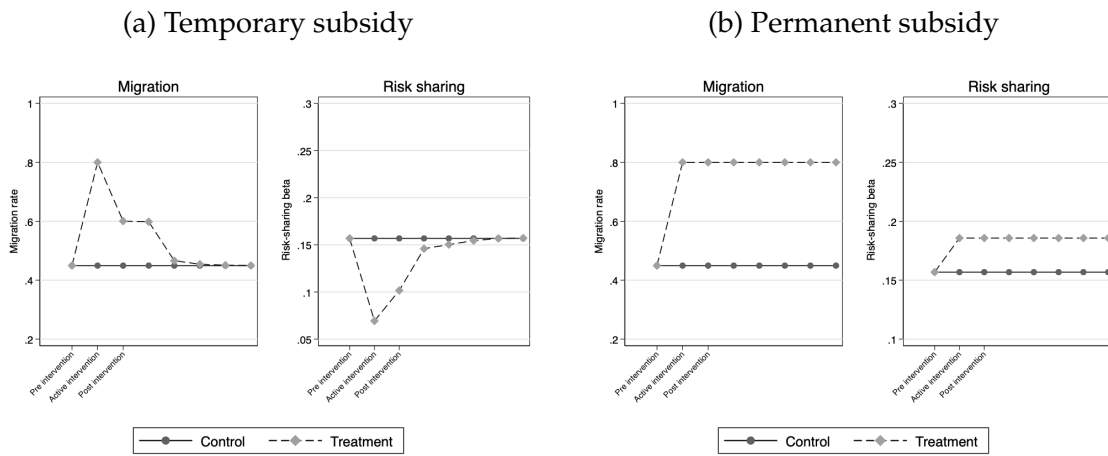 (a) Temporary subsidy
Migration
Migration rate
1
.8
.6
.4
.2
Pre intervention
Active intervention
Post intervention
Risk sharing
Risk-sharing beta
.3
.25
.2
.15
.1
.05
Pre intervention
Active intervention
Post intervention
Control
Treatment
(b) Permanent subsidy
Migration
Migration rate
1
.8
.6
.4
.2
Pre intervention
Active intervention
Post intervention
Risk sharing
Risk-sharing beta
.3
.25
.2
.15
.1
Pre intervention
Active intervention
Post intervention
Control
Treatment